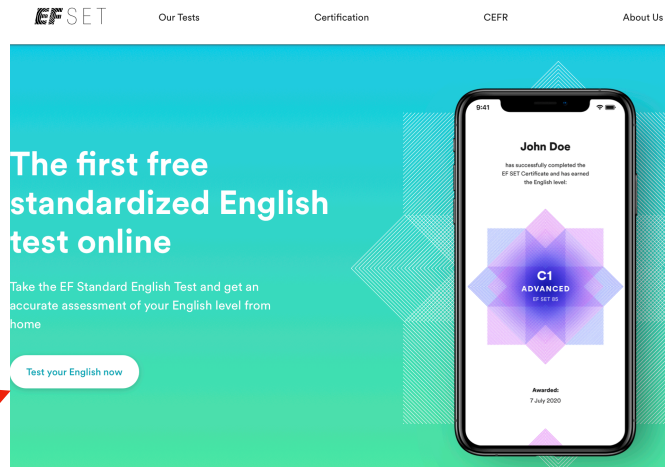 EF SET
Our Tests
Certification
CEFR
About Us
The first free
standardized English
test online
Take the EF Standard English Test and get an
accurate assessment of your English level from
home
Test your English now
9:41
John Doe
has successfully completed the
EF SET Certificate and has earned
the English level:
C1
ADVANCED
EF SET 85
Awarded:
7 July 2020